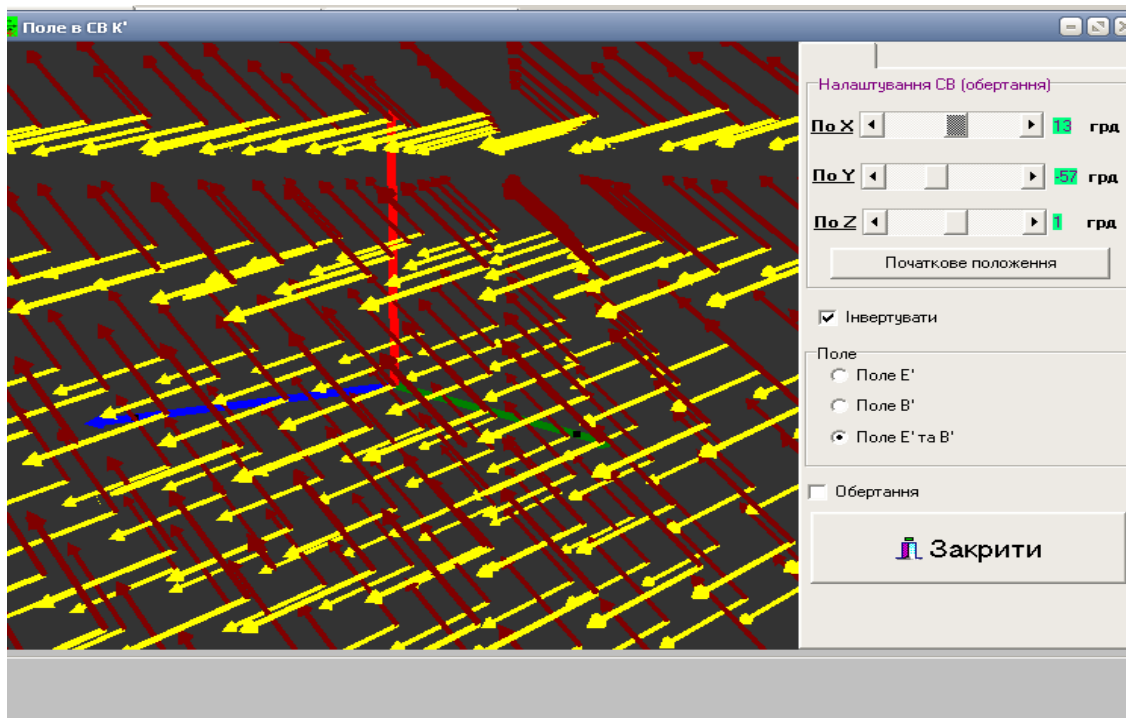 Поле в СВ К'
Налаштування СВ (обертання)
По X 13 грд
По Y -57 грд
По Z 1 грд
Початкове положення
Інвертувати
Поле
Поле E'
Поле B'
Поле E' та B'
Обертання
Закрити